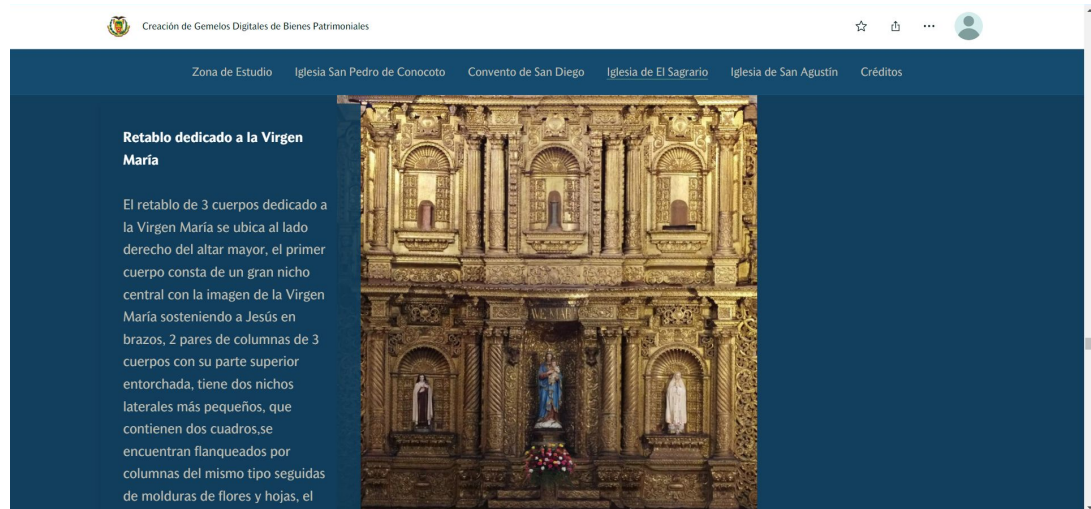 Creación de Gemelos Digitales de Bienes Patrimoniales
Zona de Estudio Iglesia San Pedro de Conocoto Convento de San Diego Iglesia de El Sagrario Iglesia de San Agustín Créditos
Retablo dedicado a la Virgen
María
El retablo de 3 cuerpos dedicado a
la Virgen María se ubica al lado
derecho del altar mayor, el primer
cuerpo consta de un gran nicho
central con la imagen de la Virgen
María sosteniendo a Jesús en
brazos, 2 pares de columnas de 3
cuerpos con su parte superior
entorchada, tiene dos nichos
laterales más pequeños, que
contienen dos cuadros,se
encuentran flanqueados por
columnas del mismo tipo seguidas
de molduras de flores y hojas, el